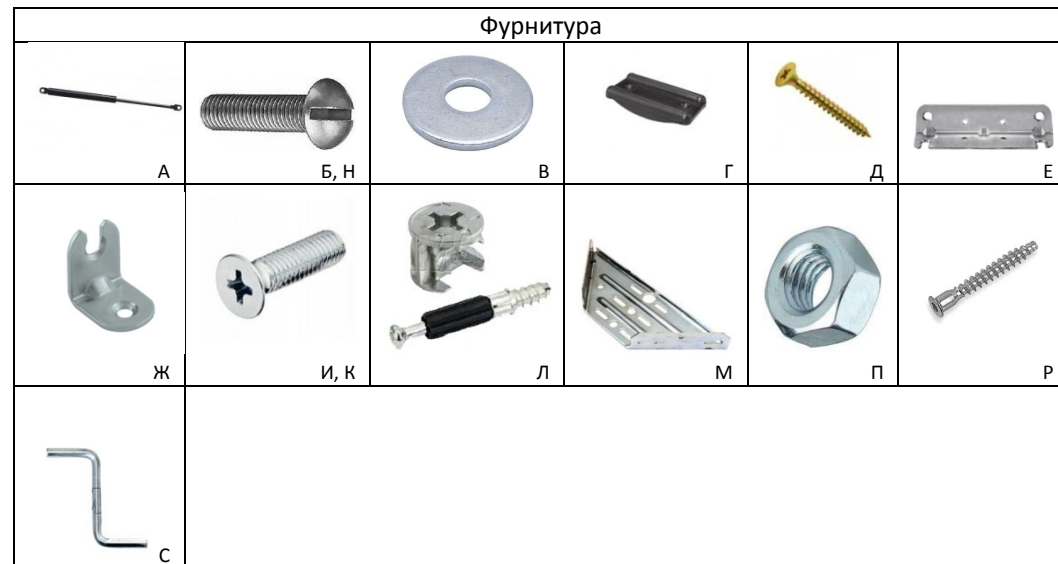 Фурнитура
А
Б, Н
В
Г
Д
Е
Ж
И, К
Л
М
П
Р
С